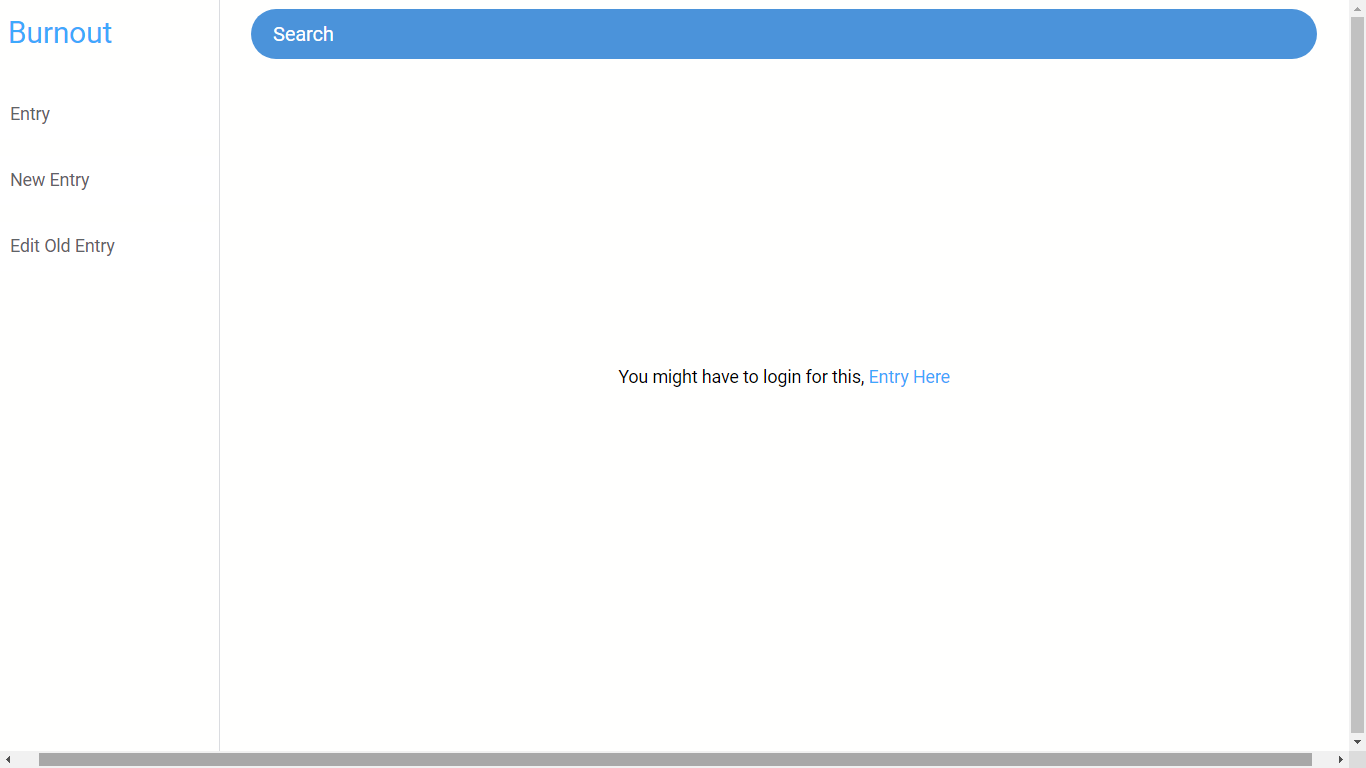 Burnout
Search
Entry
New Entry
Edit Old Entry
You might have to login for this, Entry Here